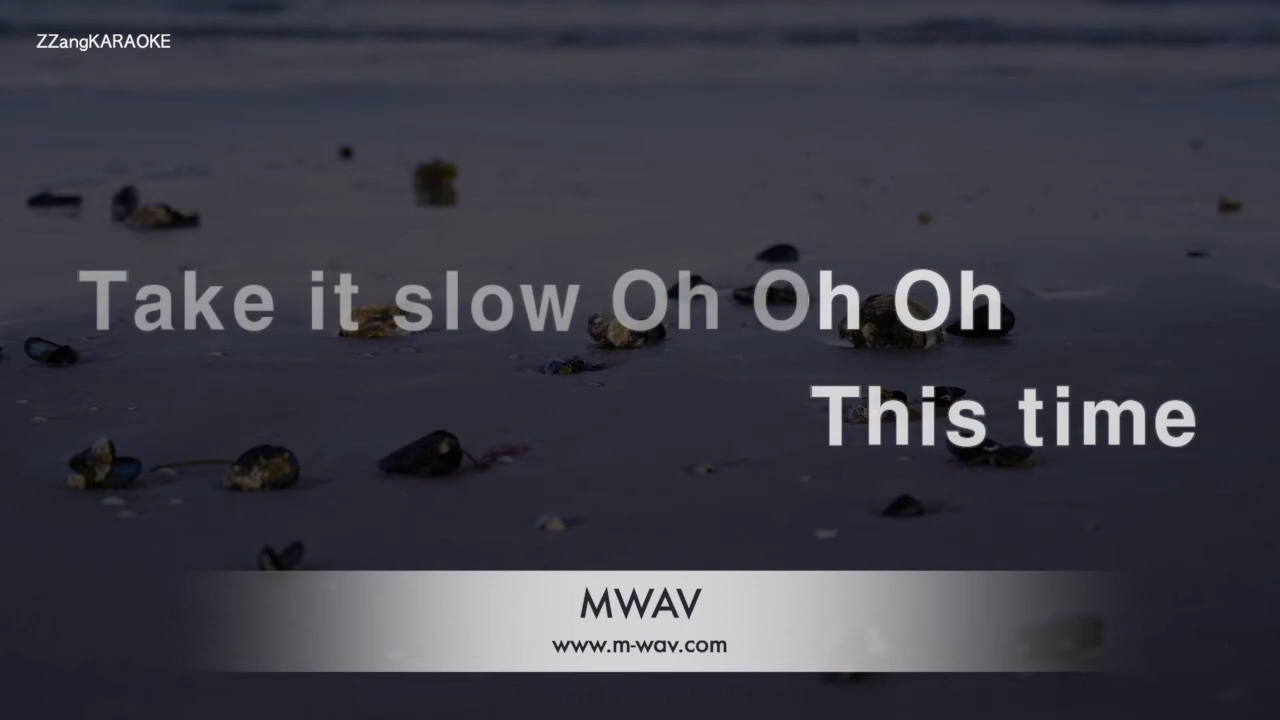 ZZangKARAOKE
Take it slow Oh Oh Oh
This time
MWAV
www.m-wav.com